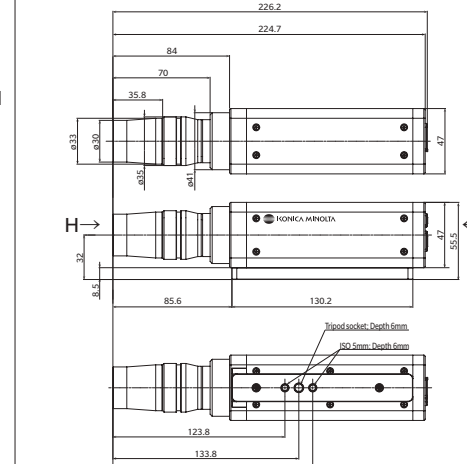 226.2
224.7
84
70
35.8
ø33
ø30
ø35
ø41
47
H
KONICA MINOLTA
32
8.5
47
55.5
85.6
130.2
Tripod socket: Depth 6mm
ISO 5mm: Depth 6mm
123.8
133.8